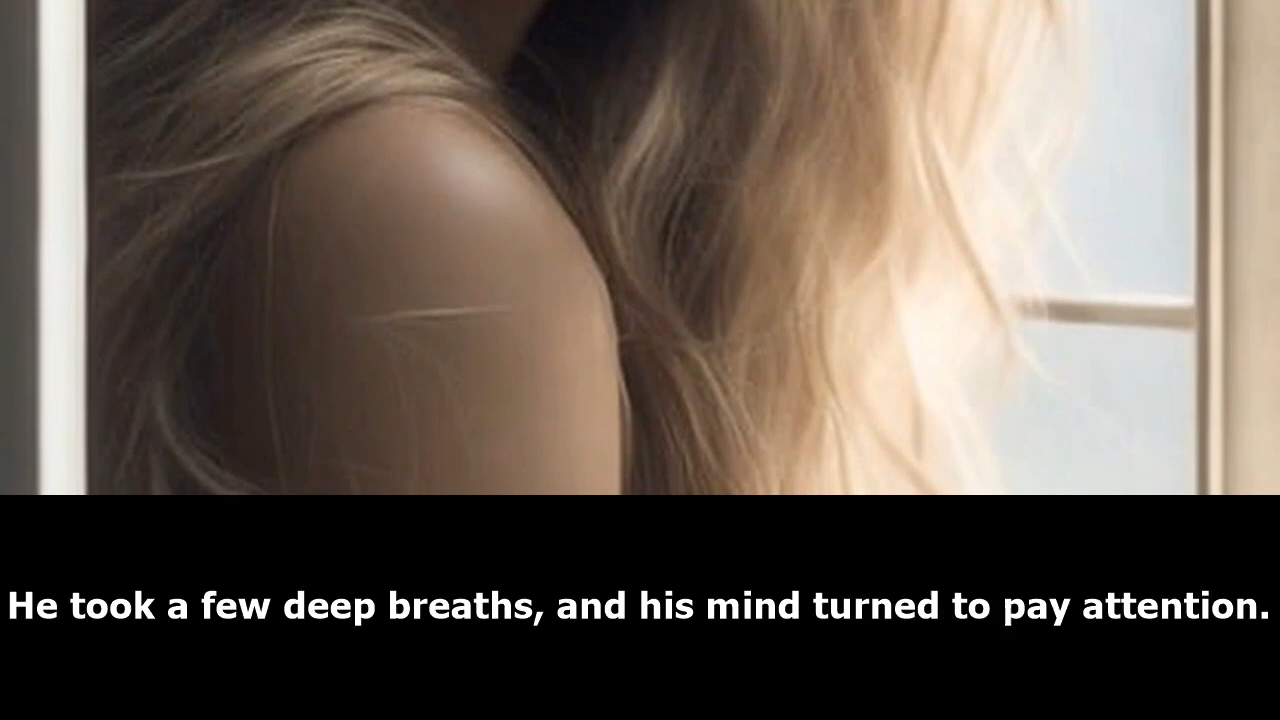 He took a few deep breaths, and his mind turned to pay attention.